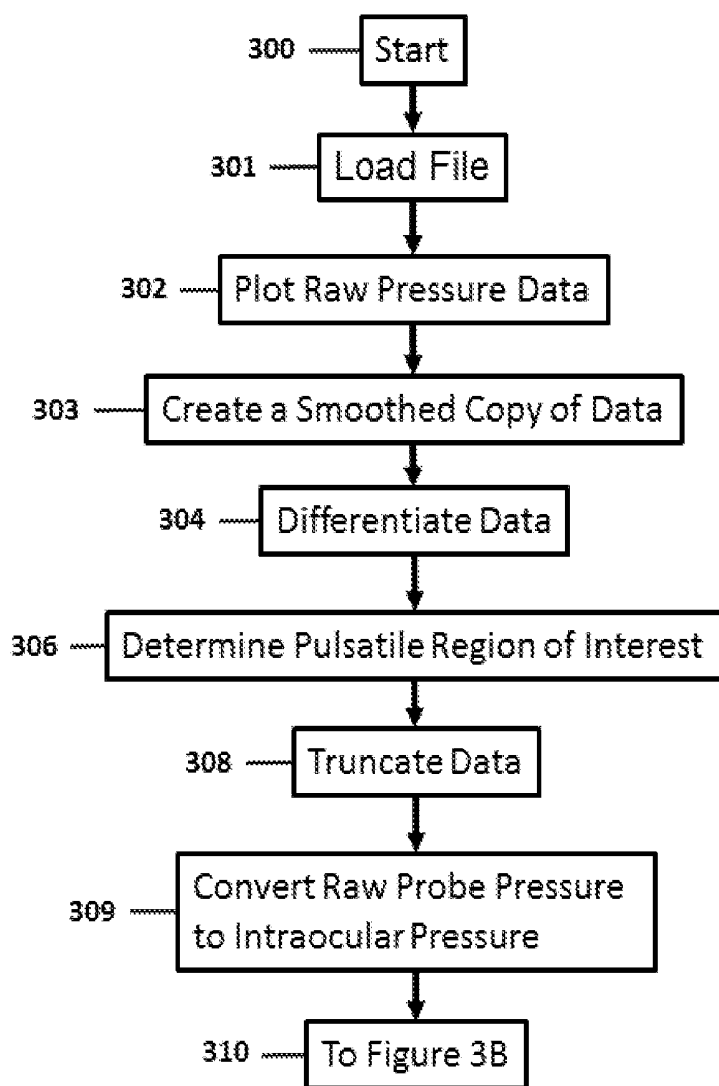 300 Start
301 Load File
302 Plot Raw Pressure Data
303 Create a Smoothed Copy of Data
304 Differentiate Data
306 Determine Pulsatile Region of Interest
308 Truncate Data
309 Convert Raw Probe Pressure
to Intraocular Pressure
310 To Figure 3B